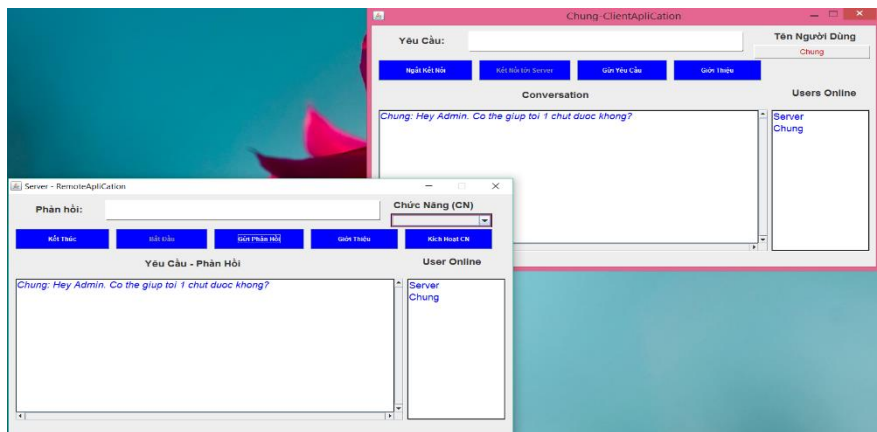 Chung-ClientApliCation
Yêu Cầu:
Tên Người Dùng
Chung
Ngắt Kết Nối
Kết Nối tới Server
Gửi Yêu Cầu
Giới Thiệu
Conversation
Users Online
Chung: Hey Admin. Co the giup toi 1 chut duoc khong?
Server
Chung
Server - RemoteApliCation
Phản hồi:
Chức Năng (CN)
Kết Thúc
Bắt Đầu
Gửi Phản Hồi
Giới Thiệu
Kích Hoạt CN
Yêu Cầu - Phản Hồi
User Online
Chung: Hey Admin. Co the giup toi 1 chut duoc khong?
Server
Chung